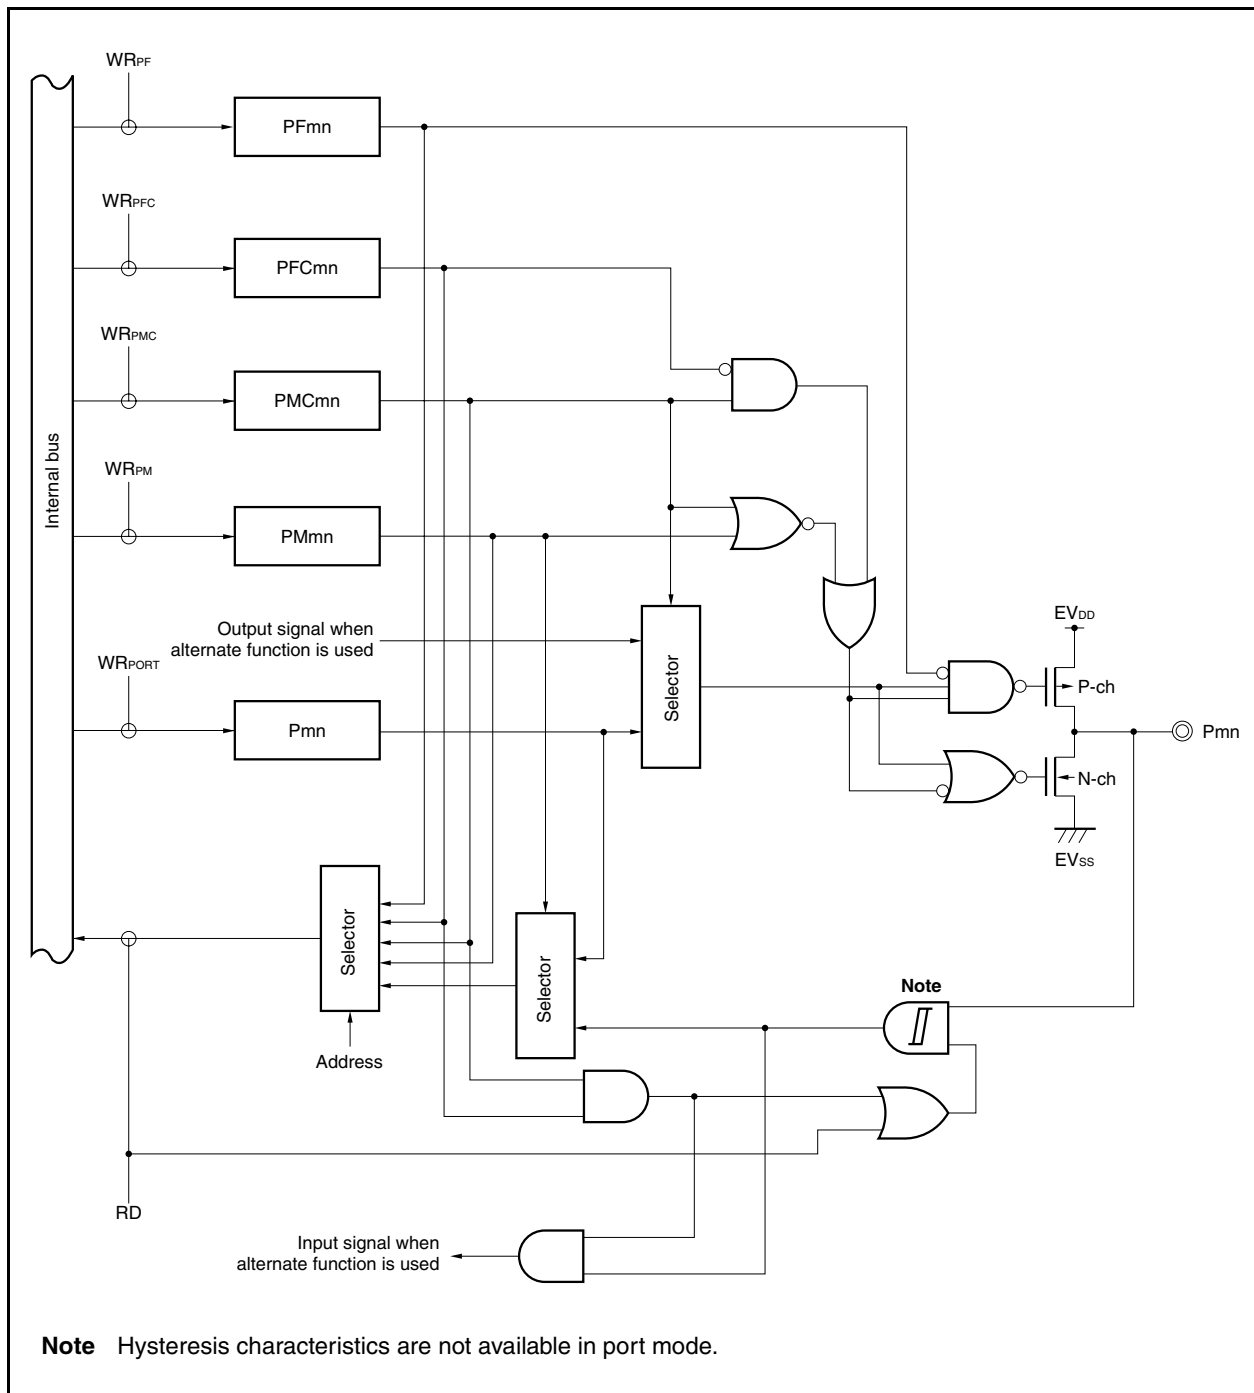 WRPF
PFmn
WRPFC
PFCmn
WRPMC
PMCmn
Internal bus
WRPM
PMmn
Output signal when
alternate function is used
WRPORT
Pmn
Selector
EVDD
P-ch
Pmn
N-ch
EVSS
Selector
Selector
Note
Address
RD
Input signal when
alternate function is used
Note Hysteresis characteristics are not available in port mode.